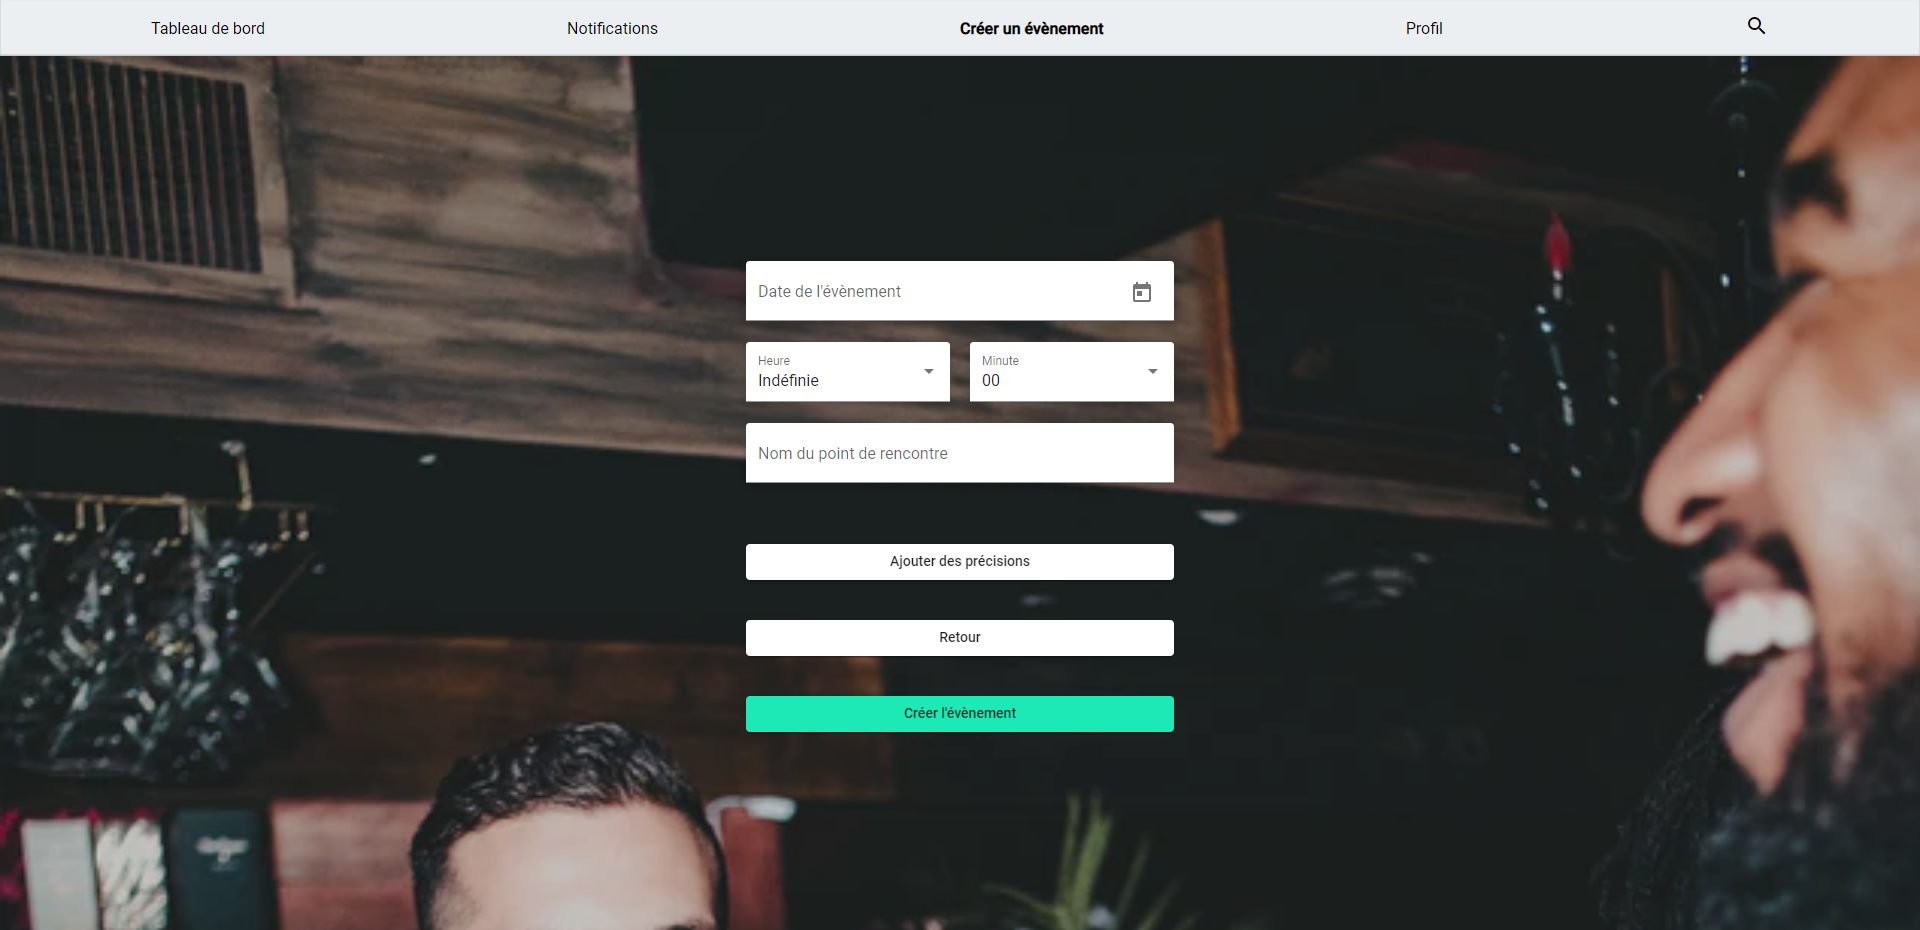 Tableau de bord
Notifications
Créer un évènement
Profil
Date de l'évènement
Heure
Indéfinie
Minute
00
Nom du point de rencontre
Ajouter des précisions
Retour
Créer l'évènement